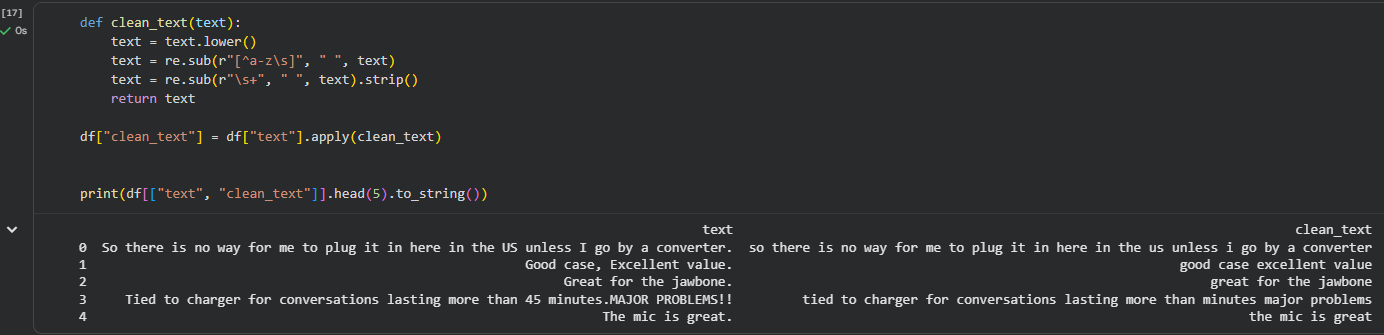 [17]
0s
def clean_text(text):
    text = text.lower()
    text = re.sub(r"[^a-z\s]", " ", text)
    text = re.sub(r"\s+", " ", text).strip()
    return text
df["clean_text"] = df["text"].apply(clean_text)
print(df[["text", "clean_text"]].head(5).to_string())
text clean_text
0 So there is no way for me to plug it in here in the US unless I go by a converter. so there is no way for me to plug it in here in the us unless i go by a converter
1 Good case, Excellent value. good case excellent value
2 Great for the jawbone. great for the jawbone
3 Tied to charger for conversations lasting more than 45 minutes.MAJOR PROBLEMS!! tied to charger for conversations lasting more than minutes major problems
4 The mic is great. the mic is great